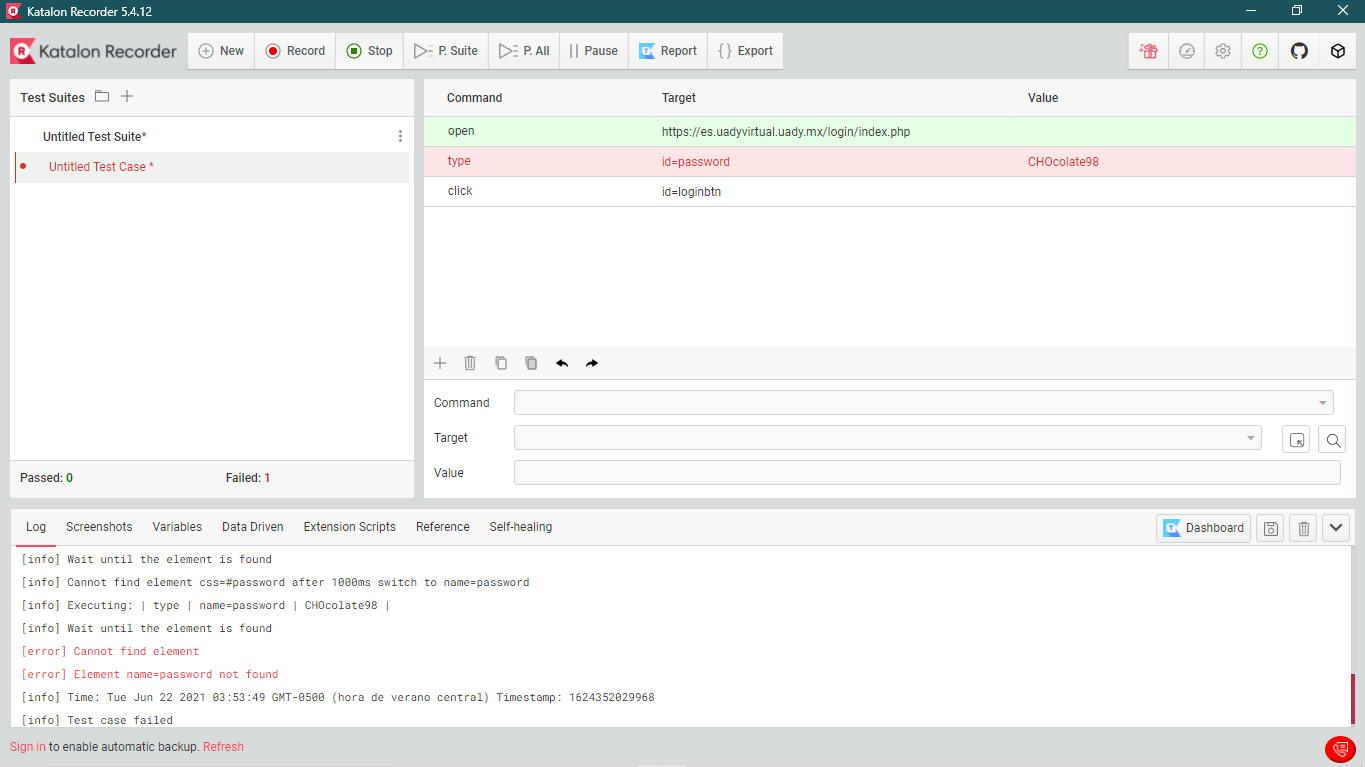 Katalon Recorder 5.4.12
Katalon Recorder
New
Record
Stop
P. Suite
P. All
Pause
Report
Export
Test Suites
Untitled Test Suite*
Untitled Test Case *
Passed: 0
Failed: 1
Command Target Value
open https://es.uadyvirtual.uady.mx/login/index.php
type id=password CHOcolate98
click id=loginbtn
Command
Target
Value
Log Screenshots Variables Data Driven Extension Scripts Reference Self-healing
Dashboard
[info] Wait until the element is found
[info] Cannot find element css=#password after 1000ms switch to name=password
[info] Executing: | type | name=password | CHOcolate98 |
[info] Wait until the element is found
[error] Cannot find element
[error] Element name=password not found
[info] Time: Tue Jun 22 2021 03:53:49 GMT-0500 (hora de verano central) Timestamp: 1624352029968
[info] Test case failed
Sign in to enable automatic backup. Refresh